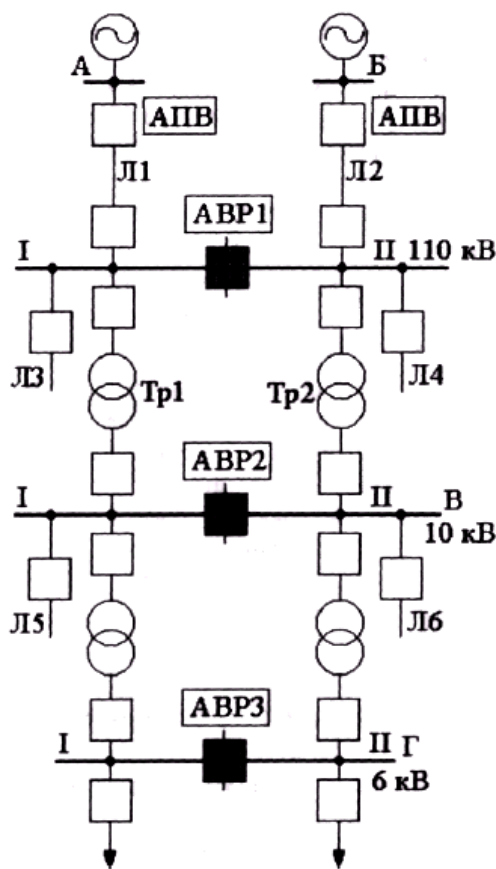 А Б
АПВ АПВ
Л1 Л2
АВР1
I II 110 кВ
Л3 Л4
Тр1 Тр2
АВР2
I II В
10 кВ
Л5 Л6
АВР3
I II Г
6 кВ